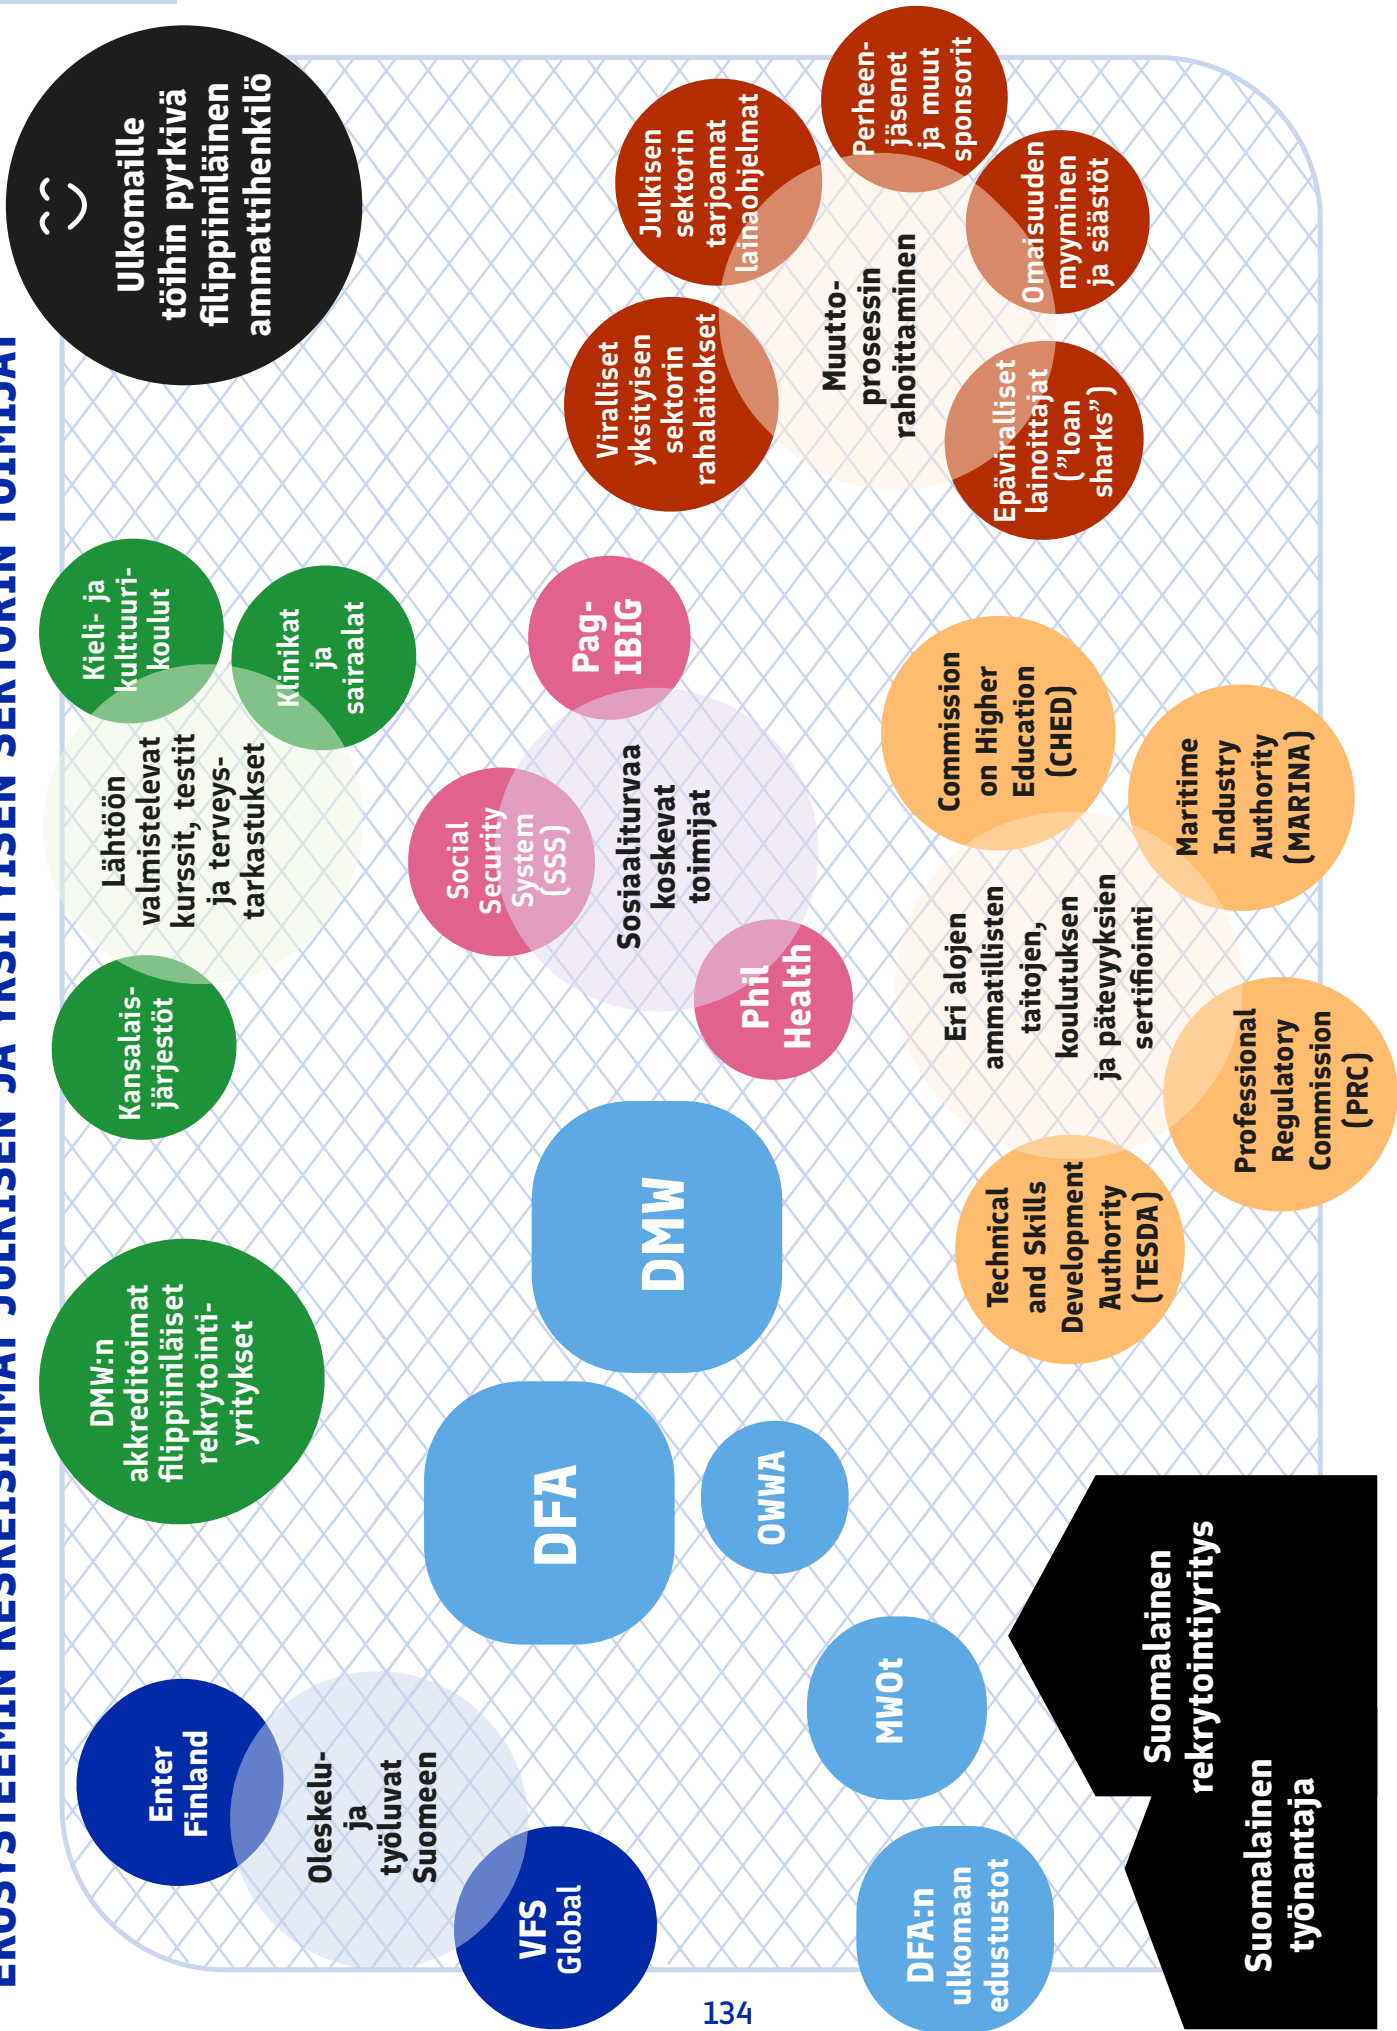 EKOSYSTEEMIN KESKEISIMMÄT JULKISEN JA YKSITYISEN SEKTORIN TOIMIJAT
Enter
Finland
Oleskelu-
ja
työluvat
Suomeen
VFS
Global
DMW:n
akkreditoimat
filippiiniläiset
rekrytointi-
yritykset
Kansalais-
järjestöt
Lähtöön
valmistelevat
kurssit, testit
ja terveys-
tarkastukset
Kieli- ja
kulttuuri-
koulut
Klinikat
ja
sairaalat
Ulkomaille
töihin pyrkivä
filippiiniläinen
ammattihenkilö
DFA
DMW
OWWA
MWOt
DFA:n
ulkomaan
edustustot
Social
Security
System
(SSS)
Sosiaaliturvaa
koskevat
toimijat
Pag-
IBIG
Phil
Health
Viralliset
yksityisen
sektorin
rahalaitokset
Julkisen
sektorin
tarjoamat
lainaohjelmat
Perheen-
jäsenet
ja muut
sponsorit
Muutto-
prosessin
rahoittaminen
Omaisuuden
myyminen
ja säästöt
Epäviralliset
lainoittajat
(”loan
sharks”)
Commission
on Higher
Education
(CHED)
Eri alojen
ammatillisten
taitojen,
koulutuksen
ja pätevyyksien
sertifiointi
Technical
and Skills
Development
Authority
(TESDA)
Maritime
Industry
Authority
(MARINA)
Professional
Regulatory
Commission
(PRC)
Suomalainen
rekrytointiyritys
Suomalainen
työnantaja
134